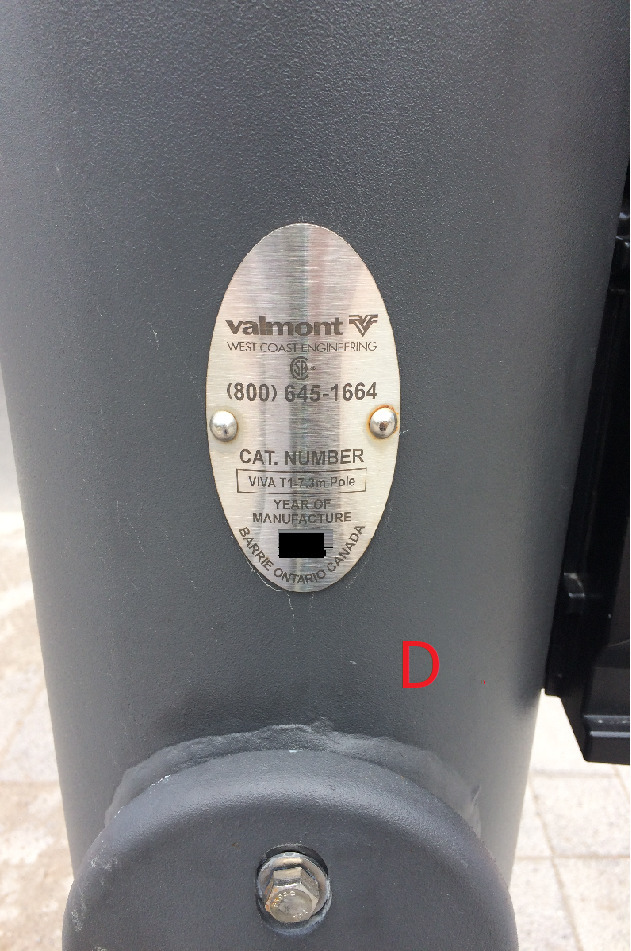 valmont
WEST COAST ENGINEERING
(800) 645-1664
CAT. NUMBER
VIVA T1-7.3m Pole
YEAR OF
MANUFACTURE
BARRIE ONTARIO CANADA
D